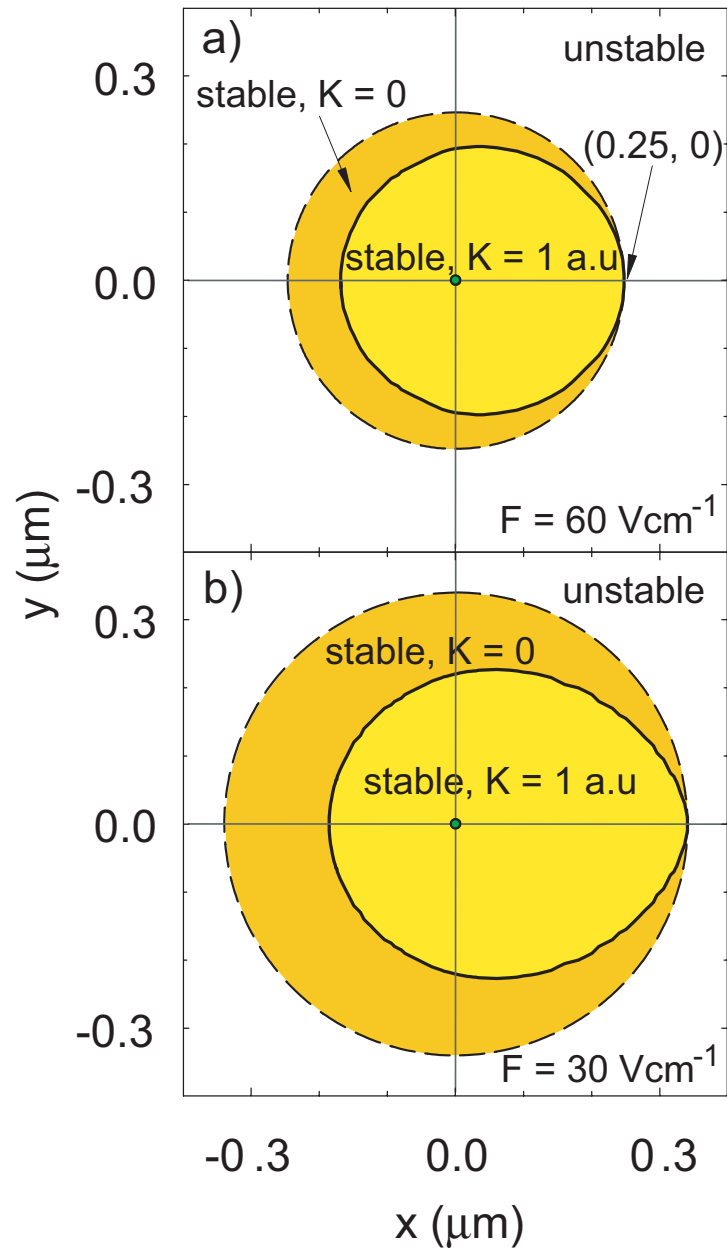 a)
unstable
0.3
stable, K = 0
(0.25, 0)
stable, K = 1 a.u
0.0
-0.3
F = 60 Vcm⁻¹
y (μm)
b)
unstable
0.3
stable, K = 0
stable, K = 1 a.u
0.0
-0.3
F = 30 Vcm⁻¹
-0.3 0.0 0.3
x (μm)